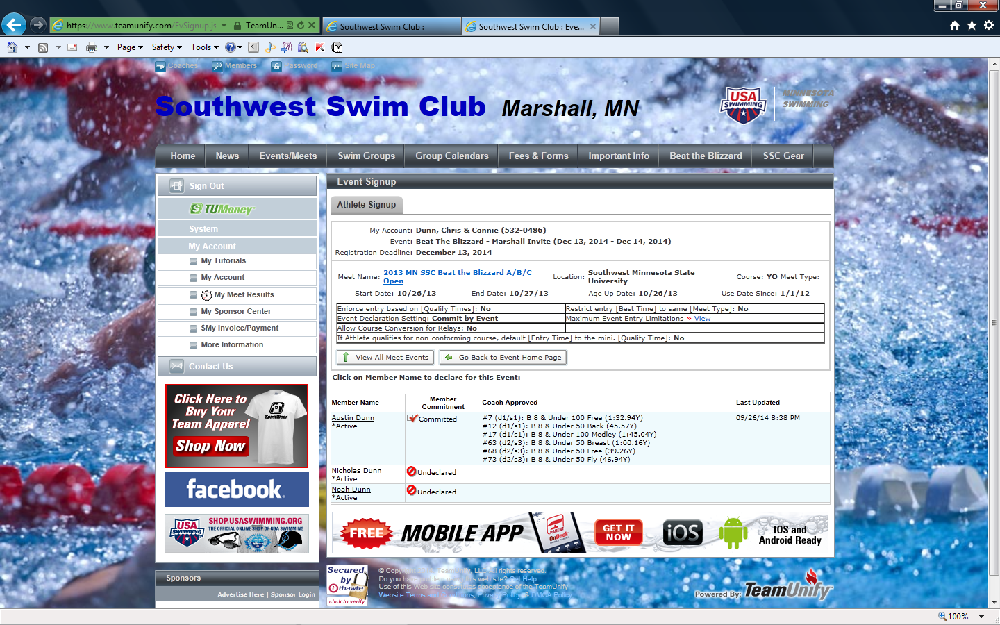 https://www.teamunify.com/EvSignup.js
TeamUn...
Southwest Swim Club :
Southwest Swim Club : Eve...
Page
Safety
Tools
Coaches
Members
Password
Site Map
Southwest Swim Club Marshall, MN
USA
SWIMMING
MINNESOTA
SWIMMING
Home
News
Events/Meets
Swim Groups
Group Calendars
Fees & Forms
Important Info
Beat the Blizzard
SSC Gear
Sign Out
TUMoney
System
My Account
My Tutorials
My Account
My Meet Results
My Sponsor Center
$My Invoice/Payment
More Information
Contact Us
Click Here to
Buy Your
Team Apparel
Shop Now
SpiritWear
facebook.
USA
SWIMMING
SHOP.USASWIMMING.ORG
THE OFFICIAL ONLINE SHOP OF USA SWIMMING
Sponsors
Advertise Here | Sponsor Login
Event Signup
Athlete Signup
My Account: Dunn, Chris & Connie (532-0486)
Event: Beat The Blizzard - Marshall Invite (Dec 13, 2014 - Dec 14, 2014)
Registration Deadline: December 13, 2014
Meet Name: 2013 MN SSC Beat the Blizzard A/B/C
Open
Location: Southwest Minnesota State
University
Course: YO Meet Type:
Start Date: 10/26/13
End Date: 10/27/13
Age Up Date: 10/26/13
Use Date Since: 1/1/12
Enforce entry based on [Qualify Times]: No
Restrict entry [Best Time] to same [Meet Type]: No
Event Declaration Setting: Commit by Event
Maximum Event Entry Limitations » View
Allow Course Conversion for Relays: No
If Athlete qualifies for non-conforming course, default [Entry Time] to the mini. [Qualify Time]: No
View All Meet Events
Go Back to Event Home Page
Click on Member Name to declare for this Event:
Member Name
Member
Commitment
Coach Approved
Last Updated
Austin Dunn
*Active
Committed
#7 (d1/s1): B 8 & Under 100 Free (1:32.94Y)
#12 (d1/s1): B 8 & Under 50 Back (45.57Y)
#17 (d1/s1): B 8 & Under 100 Medley (1:45.04Y)
#63 (d2/s3): B 8 & Under 50 Breast (1:00.16Y)
#68 (d2/s3): B 8 & Under 50 Free (39.26Y)
#73 (d2/s3): B 8 & Under 50 Fly (46.94Y)
09/26/14 8:38 PM
Nicholas Dunn
*Active
Undeclared
Noah Dunn
*Active
Undeclared
FREE
MOBILE APP
PARENT
OnDeck
GET IT
NOW
iOS
IOS and
Android Ready
Secured
by
thawte
click to verify
© Copyright TeamUnify, LLC All rights reserved.
Do you have problem using this web site? Get Help.
Use of this Web site constitutes acceptance of the TeamUnify
Website Terms and Conditions, Privacy Policy & DMCA Policy.
Powered By: TeamUnify
100%